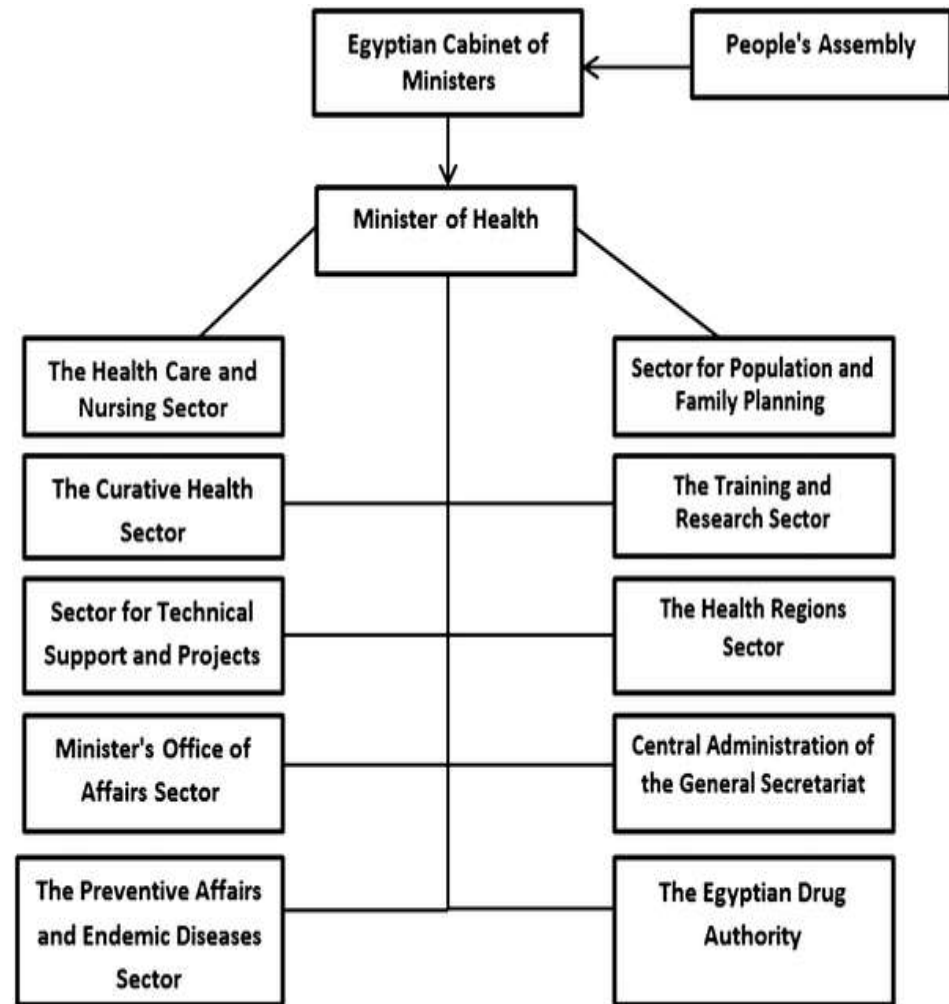 Egyptian Cabinet of
Ministers
People's Assembly
Minister of Health
The Health Care and
Nursing Sector
Sector for Population and
Family Planning
The Curative Health
Sector
The Training and
Research Sector
Sector for Technical
Support and Projects
The Health Regions
Sector
Minister's Office of
Affairs Sector
Central Administration of
the General Secretariat
The Preventive Affairs
and Endemic Diseases
Sector
The Egyptian Drug
Authority